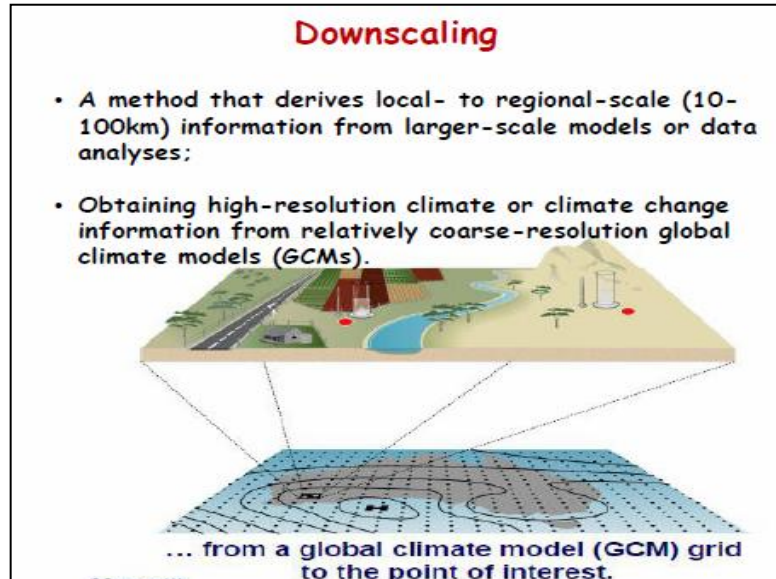 Downscaling
• A method that derives local- to regional-scale (10-
100km) information from larger-scale models or data
analyses;
• Obtaining high-resolution climate or climate change
information from relatively coarse-resolution global
climate models (GCMs).
H
... from a global climate model (GCM) grid
to the point of interest.